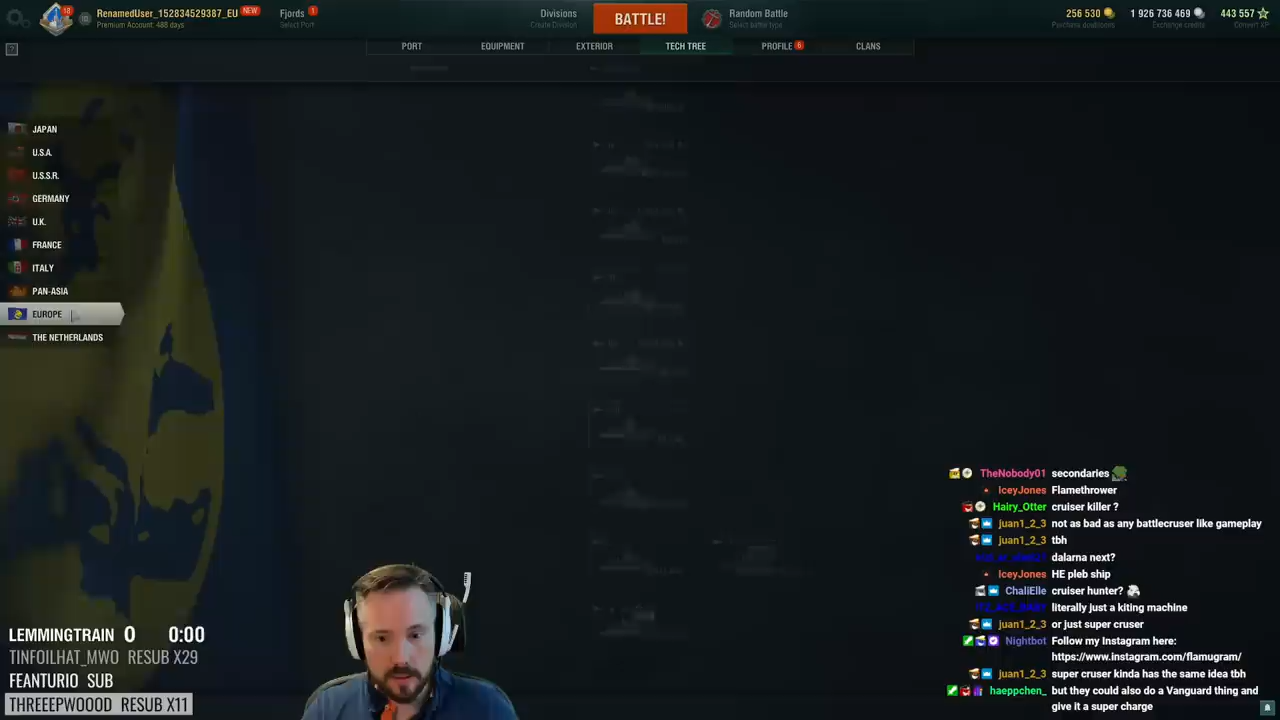 RenamedUser_152834529387_EU NEW
Premium Account: 488 days
18
Fjords 1
Select Port
Divisions
Create Division
BATTLE!
Random Battle
Select battle type
256 530
Purchase doubloons
1 926 736 469
Exchange credits
443 557
Convert XP
?
PORT
EQUIPMENT
EXTERIOR
TECH TREE
PROFILE 6
CLANS
JAPAN
U.S.A.
U.S.S.R.
GERMANY
U.K.
FRANCE
ITALY
PAN-ASIA
EUROPE
THE NETHERLANDS
TheNobody01 secondaries
IceyJones Flamethrower
Hairy_Otter cruiser killer ?
juan1_2_3 not as bad as any battlecruser like gameplay
juan1_2_3 tbh
dalarna next?
IceyJones HE pleb ship
ChaliElle cruiser hunter?
literally just a kiting machine
juan1_2_3 or just super cruser
Nightbot Follow my Instagram here:
https://www.instagram.com/flamugram/
juan1_2_3 super cruser kinda has the same idea tbh
haeppchen_ but they could also do a Vanguard thing and
give it a super charge
LEMMINGTRAIN 0 0:00
TINFOILHAT_MWO RESUB X29
FEANTURIO SUB
THREEEPWOOOD RESUB X11